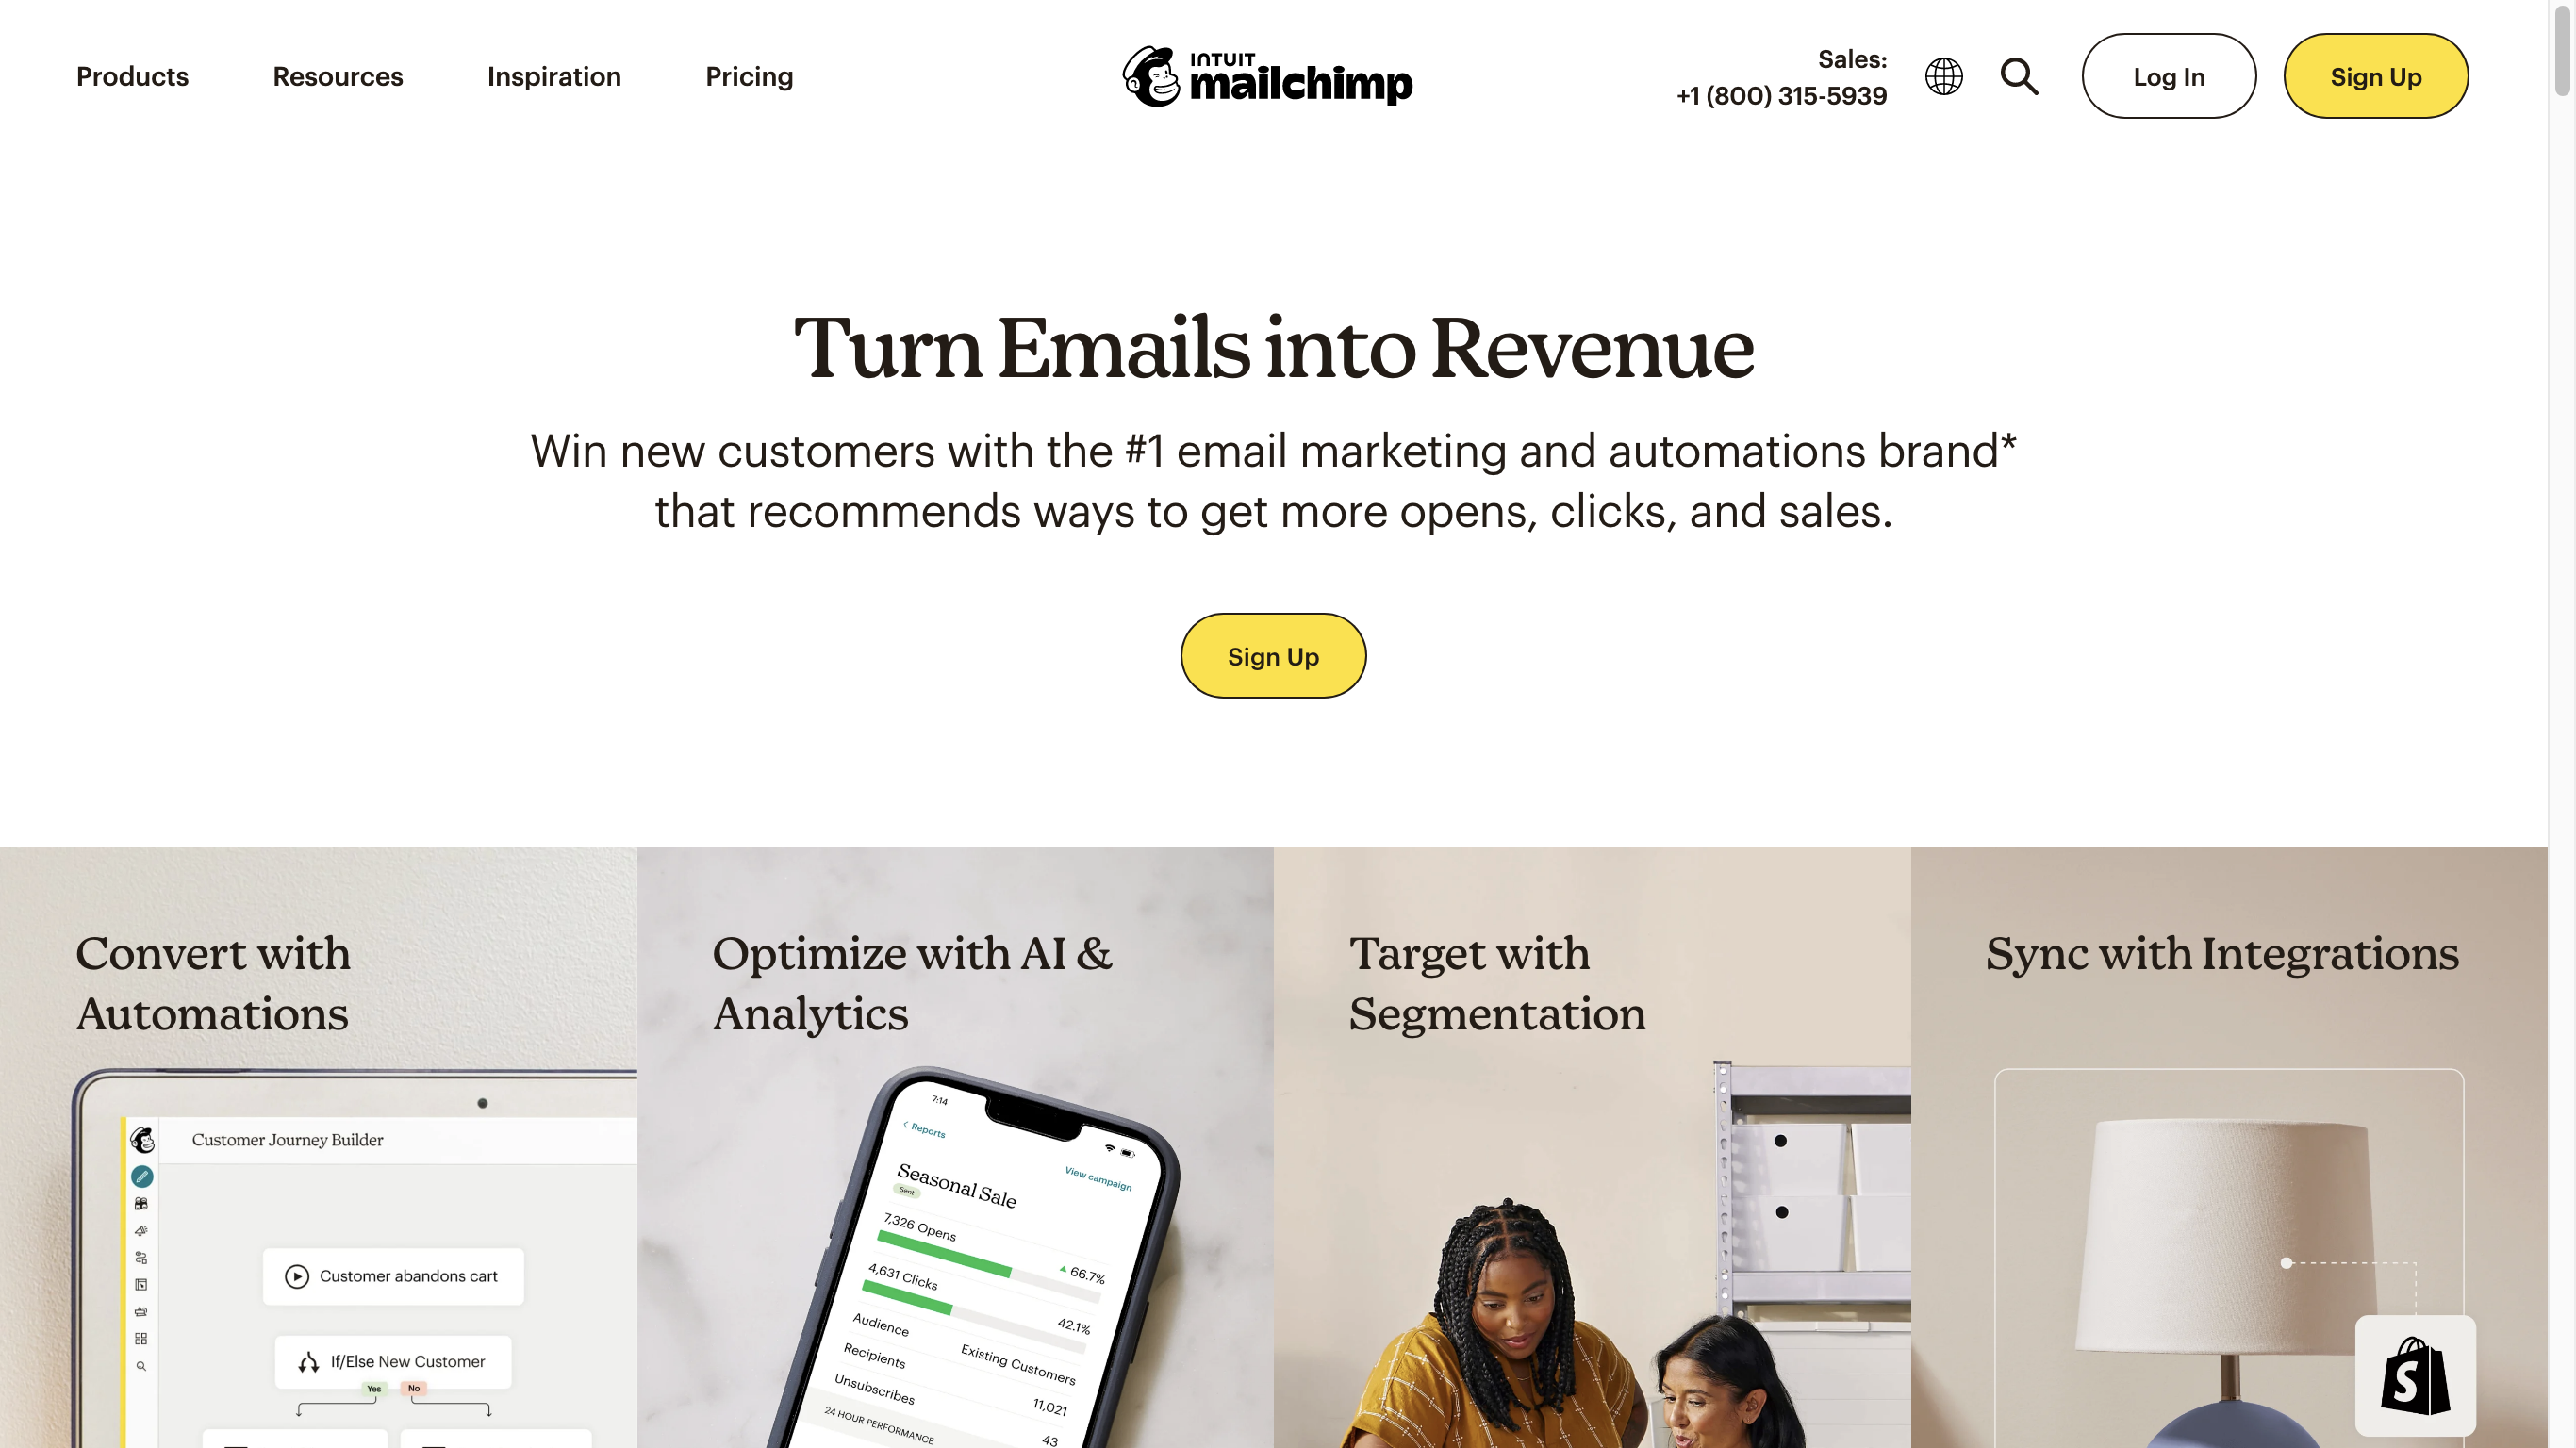 Products
Resources
Inspiration
Pricing
INTUIT
mailchimp
Sales:
+1 (800) 315-5939
Log In
Sign Up
Turn Emails into Revenue
Win new customers with the #1 email marketing and automations brand*
that recommends ways to get more opens, clicks, and sales.
Sign Up
Convert with
Automations
Customer Journey Builder
Customer abandons cart
If/Else New Customer
Yes
No
Optimize with AI &
Analytics
7:14
Reports
View campaign
Seasonal Sale
Sent
7,326 Opens
66.7%
4,631 Clicks
42.1%
Audience
Existing Customers
Recipients
11,021
Unsubscribes
43
24 HOUR PERFORMANCE
Target with
Segmentation
Sync with Integrations
S